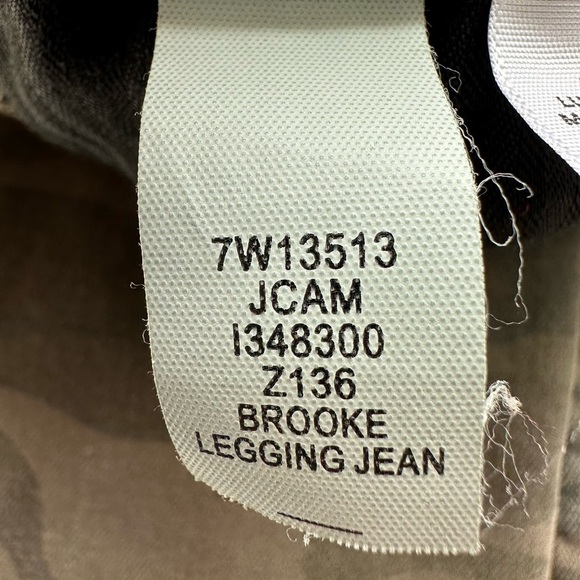 7W13513
JCAM
I348300
Z136
BROOKE
LEGGING JEAN